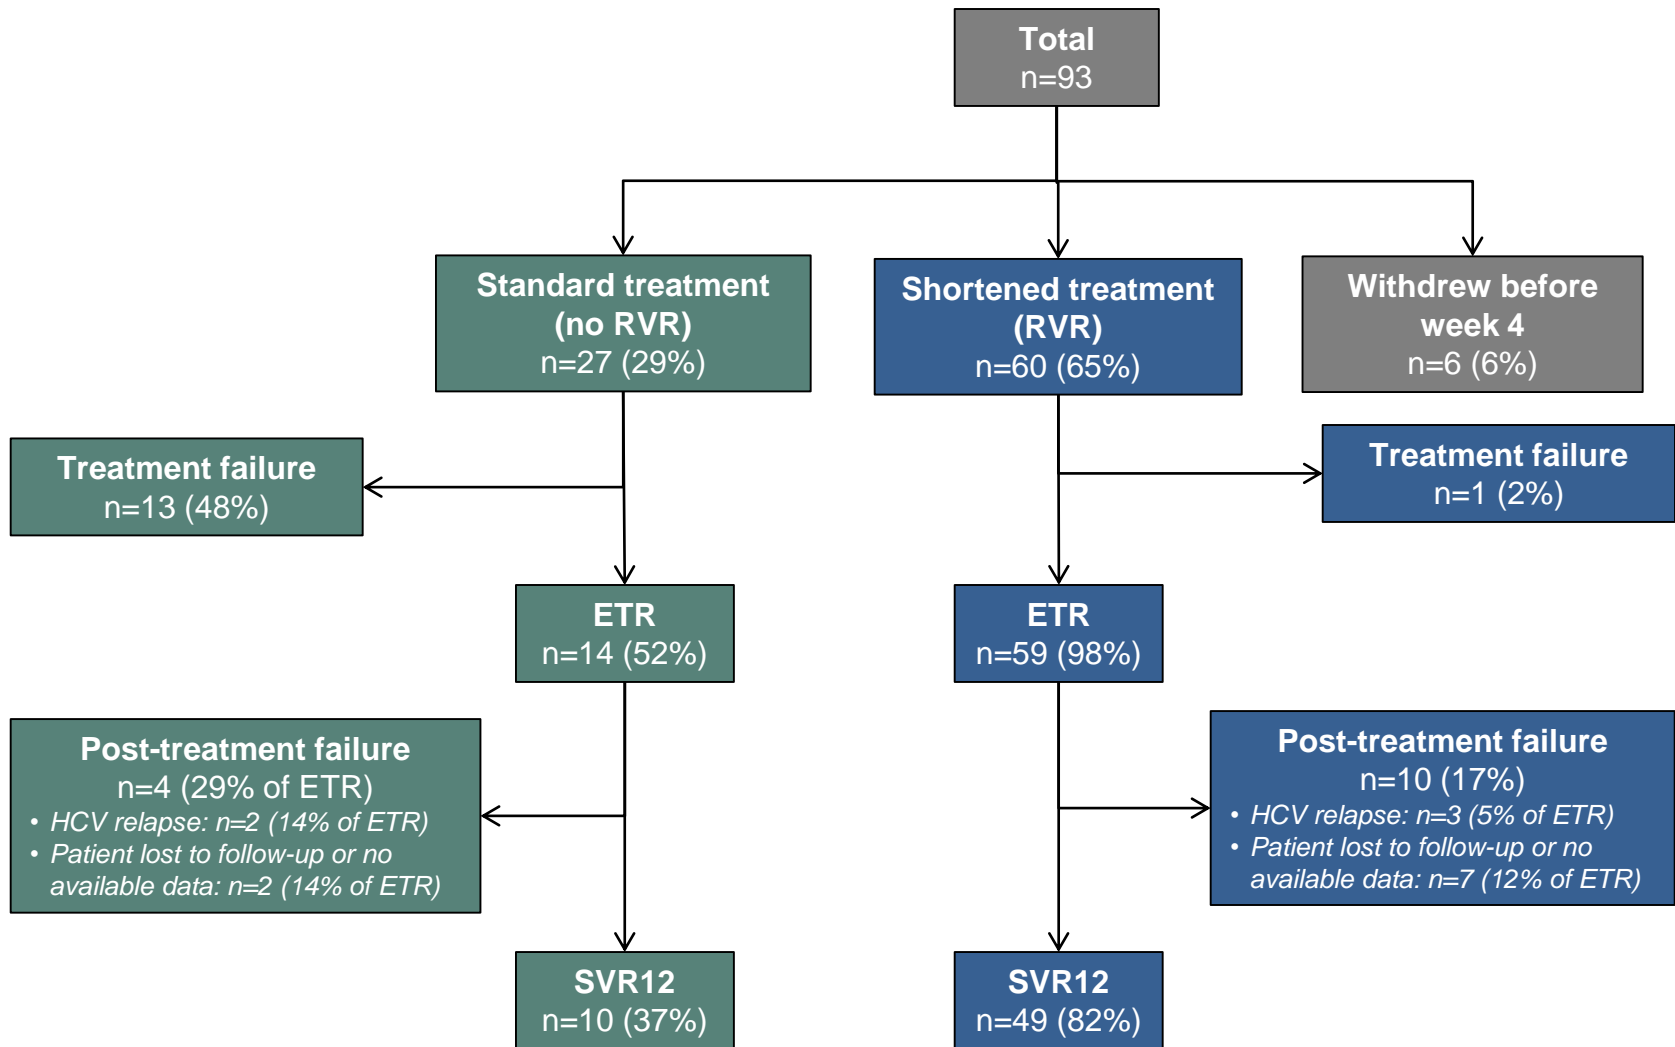 Total
n=93
Standard treatment
(no RVR)
n=27 (29%)
Shortened treatment
(RVR)
n=60 (65%)
Withdrew before
week 4
n=6 (6%)
Treatment failure
n=13 (48%)
Treatment failure
n=1 (2%)
ETR
n=14 (52%)
ETR
n=59 (98%)
Post-treatment failure
n=4 (29% of ETR)
• HCV relapse: n=2 (14% of ETR)
• Patient lost to follow-up or no
available data: n=2 (14% of ETR)
Post-treatment failure
n=10 (17%)
• HCV relapse: n=3 (5% of ETR)
• Patient lost to follow-up or no
available data: n=7 (12% of ETR)
SVR12
n=10 (37%)
SVR12
n=49 (82%)